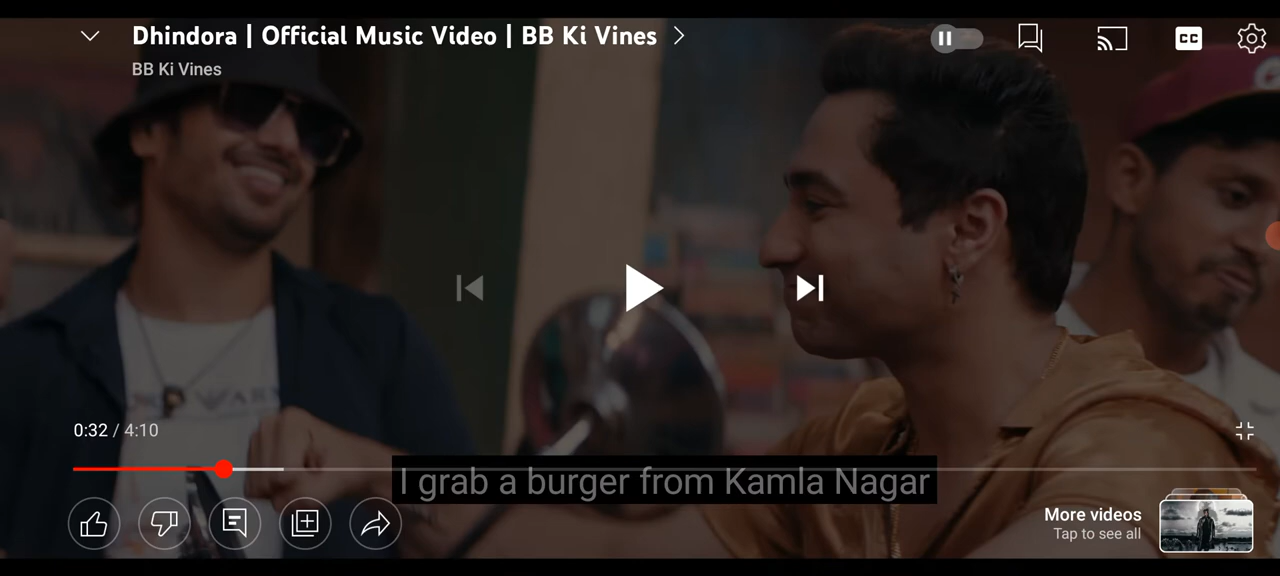 Dhindora | Official Music Video | BB Ki Vines
BB Ki Vines
CC
0:32 / 4:10
I grab a burger from Kamla Nagar
More videos
Tap to see all